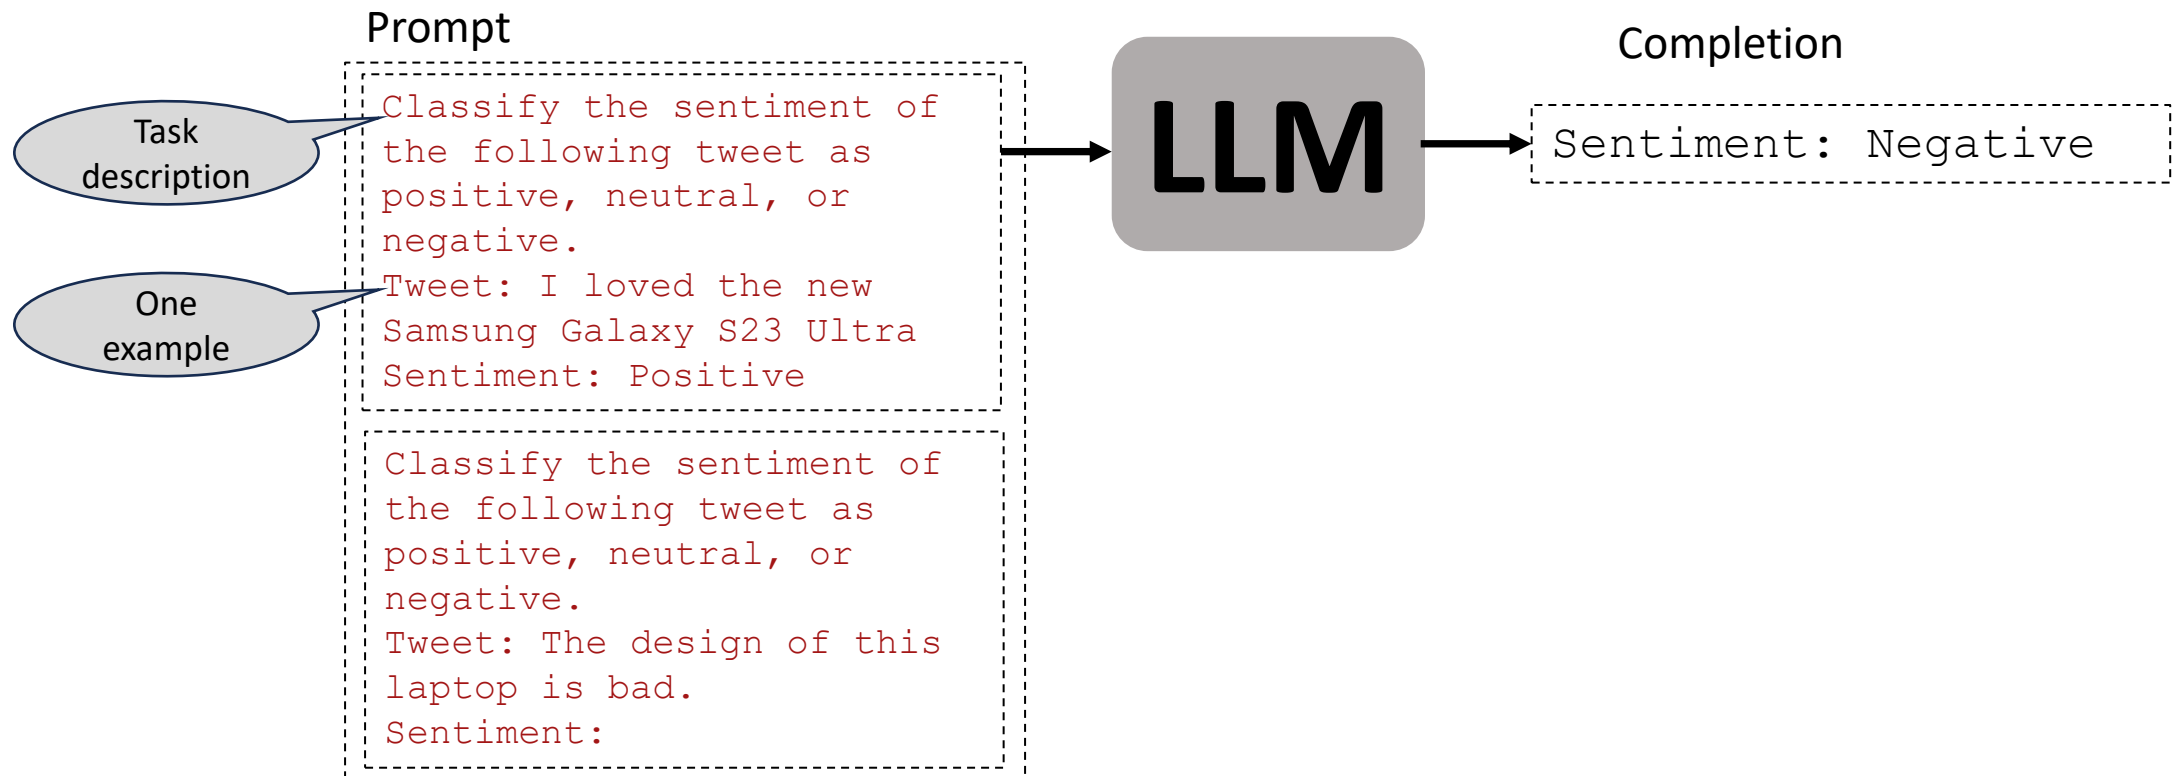 Prompt
Completion
Task
description
Classify the sentiment of
the following tweet as
positive, neutral, or
negative.
One
example
Tweet: I loved the new
Samsung Galaxy S23 Ultra
Sentiment: Positive
LLM
Sentiment: Negative
Classify the sentiment of
the following tweet as
positive, neutral, or
negative.
Tweet: The design of this
laptop is bad.
Sentiment: